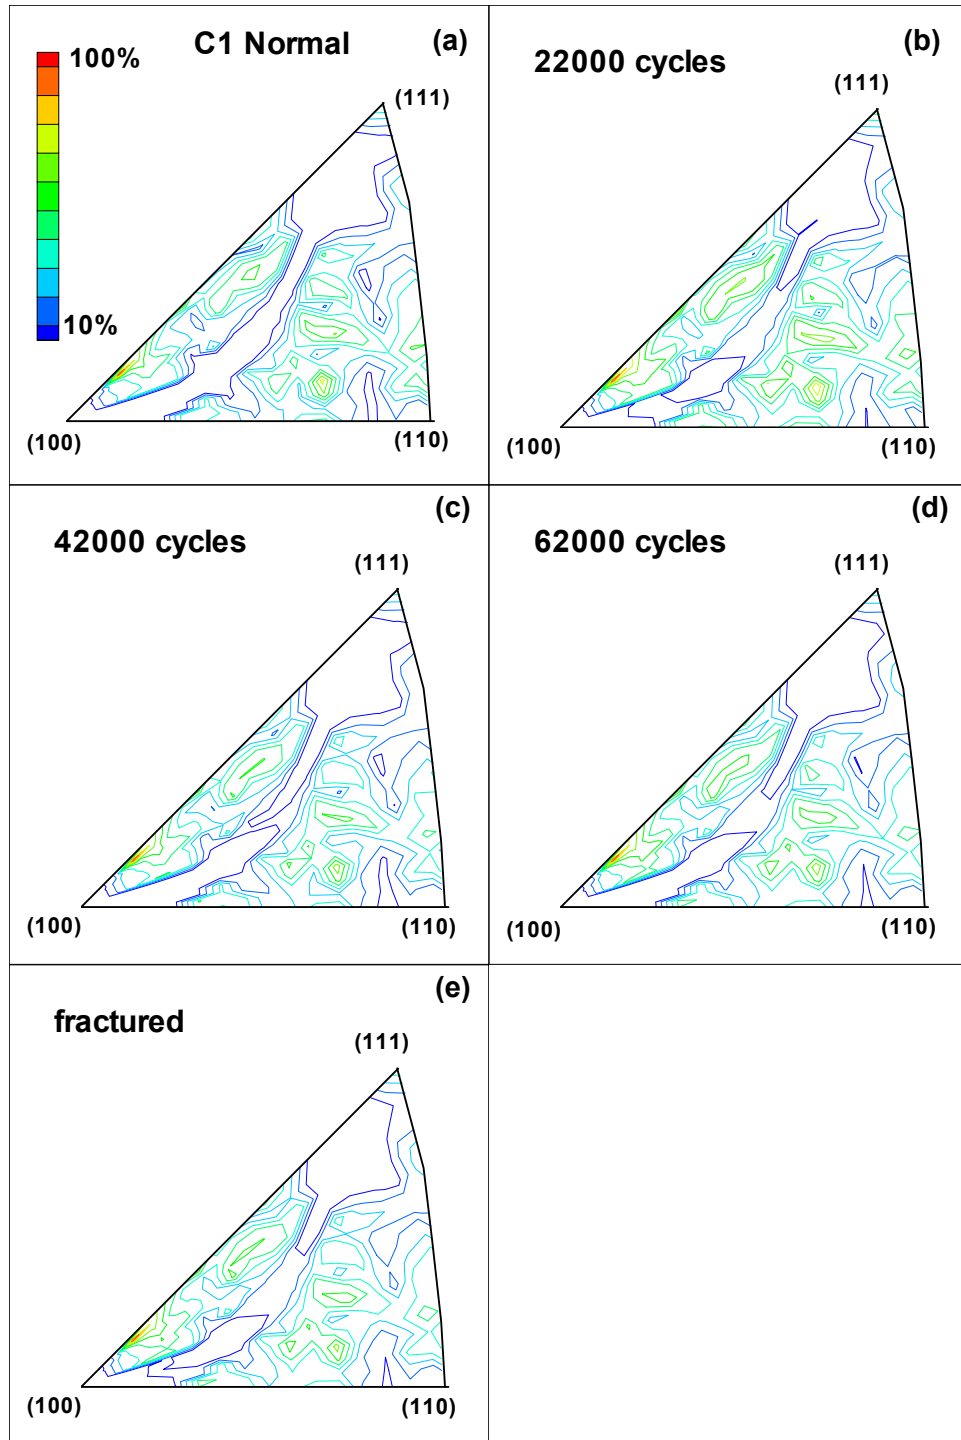 C1 Normal
(a)
100%
10%
(111)
(100)
(110)
(b)
22000 cycles
(111)
(100)
(110)
(c)
42000 cycles
(111)
(100)
(110)
(d)
62000 cycles
(111)
(100)
(110)
(e)
fractured
(111)
(100)
(110)